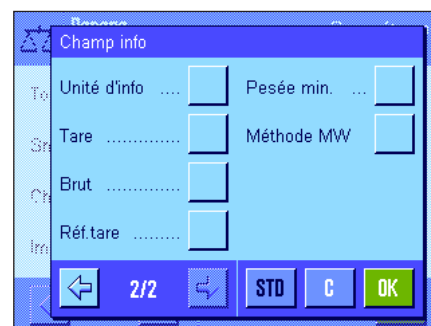 Champ info
Unité d'info ....
Pesée min. ...
Tare .............
Méthode MW
Brut .............
Réf.tare .........
2/2
STD
C
OK